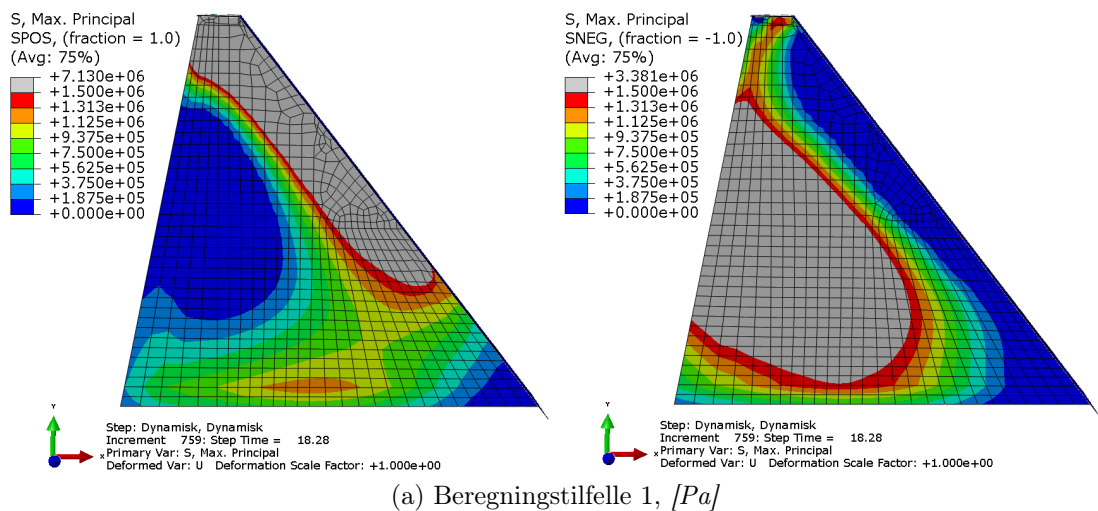 S, Max. Principal
SPOS, (fraction = 1.0)
(Avg: 75%)
+7.130e+06
+1.500e+06
+1.313e+06
+1.125e+06
+9.375e+05
+7.500e+05
+5.625e+05
+3.750e+05
+1.875e+05
+0.000e+00
Y
X
Step: Dynamisk, Dynamisk
Increment 759: Step Time = 18.28
Primary Var: S, Max. Principal
Deformed Var: U Deformation Scale Factor: +1.000e+00
S, Max. Principal
SNEG, (fraction = -1.0)
(Avg: 75%)
+3.381e+06
+1.500e+06
+1.313e+06
+1.125e+06
+9.375e+05
+7.500e+05
+5.625e+05
+3.750e+05
+1.875e+05
+0.000e+00
Y
X
Step: Dynamisk, Dynamisk
Increment 759: Step Time = 18.28
Primary Var: S, Max. Principal
Deformed Var: U Deformation Scale Factor: +1.000e+00
(a) Beregningstilfelle 1, [Pa]